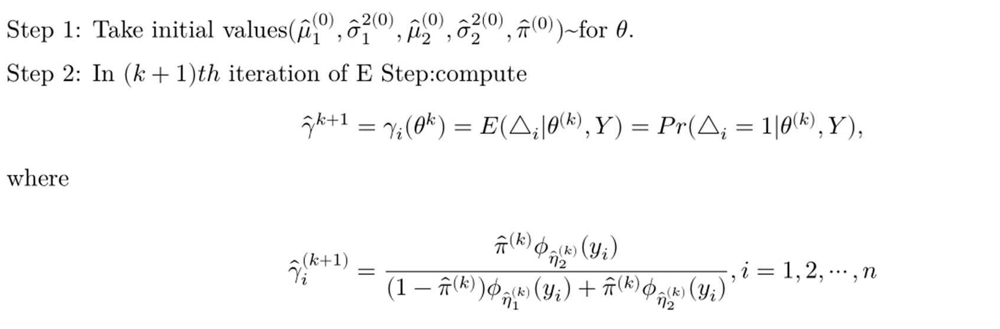 Step 1: Take initial values($\hat{\mu}_1^{(0)}, \hat{\sigma}_1^{2(0)}, \hat{\mu}_2^{(0)}, \hat{\sigma}_2^{2(0)}, \hat{\pi}^{(0)}$)~for $\theta$.
Step 2: In $(k+1)th$ iteration of E Step:compute
$\hat{\gamma}^{k+1} = \gamma_i(\theta^k) = E(\triangle_i|\theta^{(k)}, Y) = Pr(\triangle_i = 1|\theta^{(k)}, Y),$
where
$\hat{\gamma}_i^{(k+1)} = \frac{\hat{\pi}^{(k)}\phi_{\hat{\eta}_2^{(k)}}(y_i)}{(1-\hat{\pi}^{(k)})\phi_{\hat{\eta}_1^{(k)}}(y_i)+\hat{\pi}^{(k)}\phi_{\hat{\eta}_2^{(k)}}(y_i)}, i = 1, 2, \cdots, n$